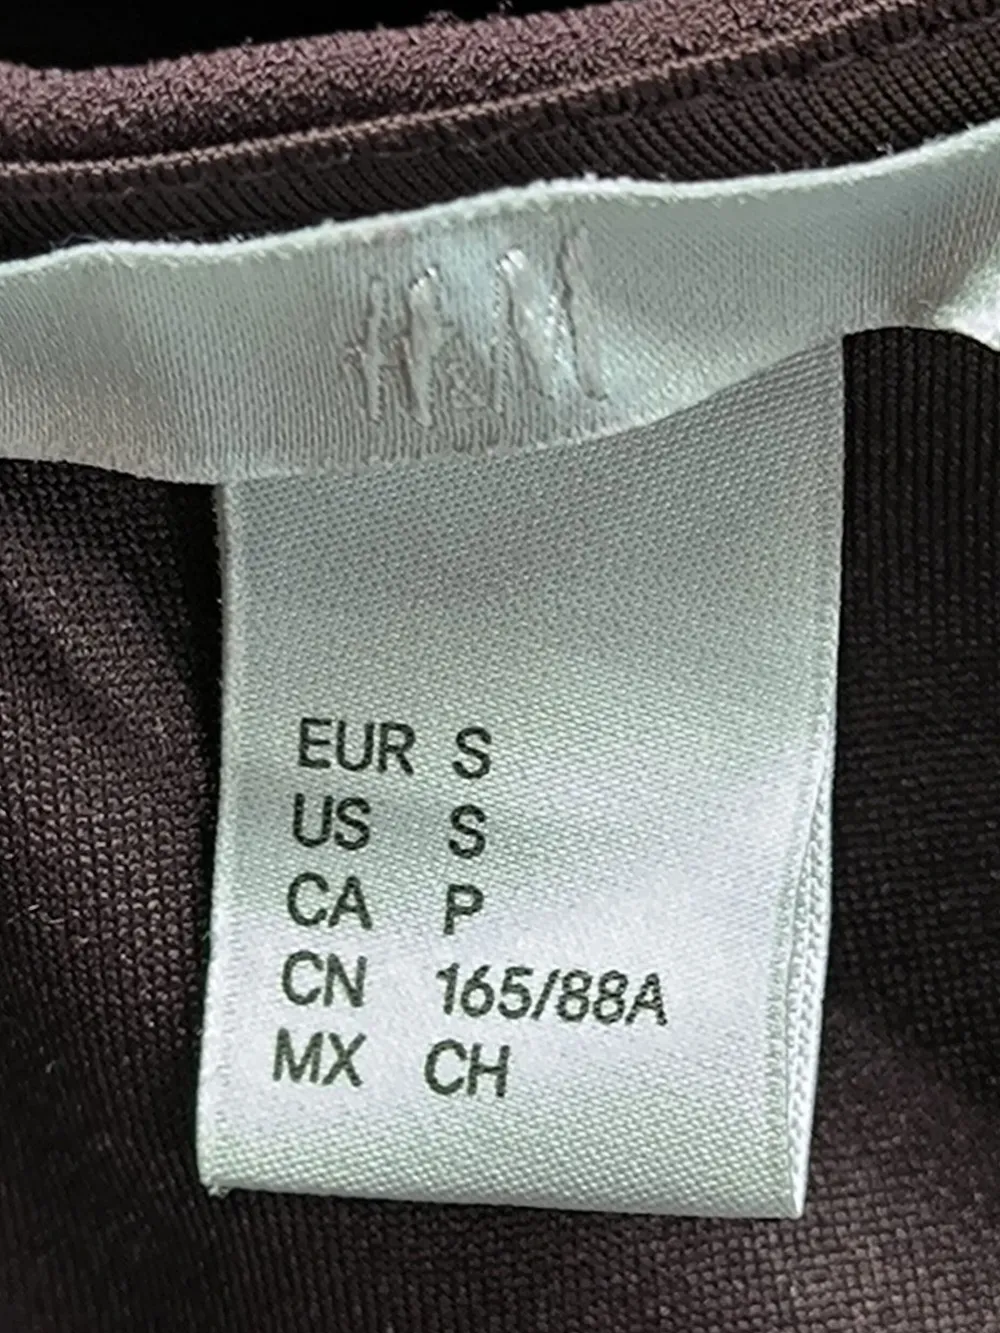 H&M
EUR S
US S
CA P
CN 165/88A
MX CH